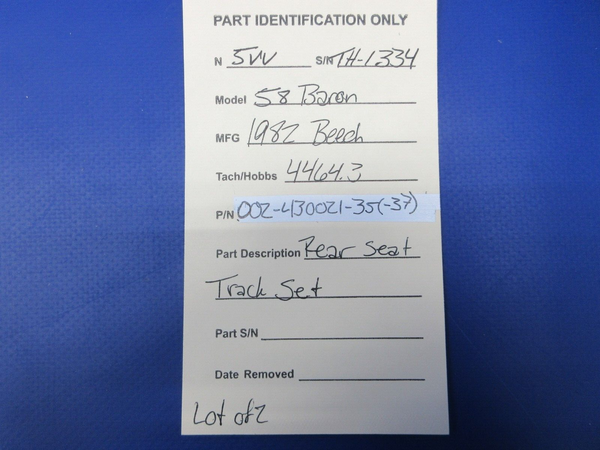 PART IDENTIFICATION ONLY
N 5VV S/N TH-1334
Model 58 Baron
MFG 1982 Beech
Tach/Hobbs 4464.3
P/N 002-430021-35(-37)
Part Description Rear Seat
Track Set
Part S/N
Date Removed
Lot of 2